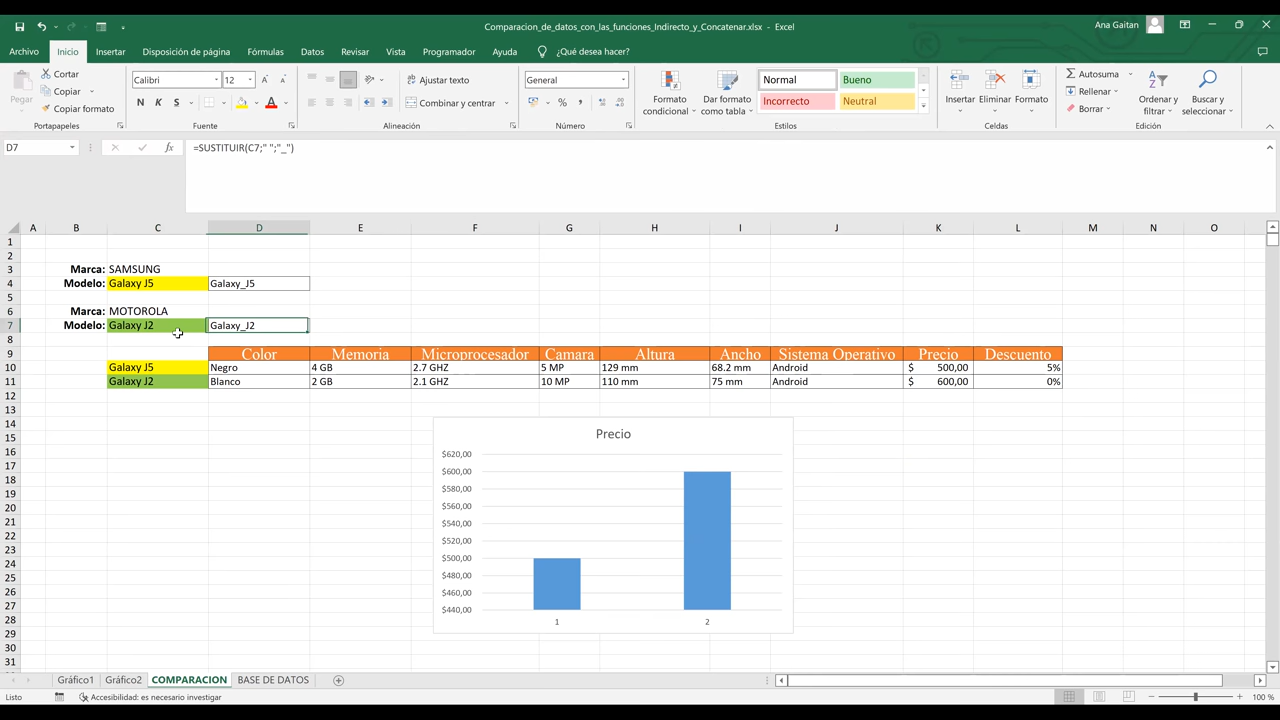 Comparacion_de_datos_con_las_funciones_Indirecto_y_Concatenar.xlsx - Excel
Ana Gaitan
Archivo Inicio Insertar Disposición de página Fórmulas Datos Revisar Vista Programador Ayuda ¿Qué desea hacer?
Pegar
Cortar
Copiar
Copiar formato
Portapapeles
Calibri 12
N K S
Fuente
Ajustar texto
Combinar y centrar
Alineación
General
Número
Formato condicional
Dar formato como tabla
Normal Bueno
Incorrecto Neutral
Estilos
Insertar Eliminar Formato
Celdas
Autosuma
Rellenar
Borrar
Ordenar y filtrar
Buscar y seleccionar
Edición
D7 fx =SUSTITUIR(C7;" ";"_")
A B C D E F G H I J K L M N O
1
2
3 Marca: SAMSUNG
4 Modelo: Galaxy J5 Galaxy_J5
5
6 Marca: MOTOROLA
7 Modelo: Galaxy J2 Galaxy_J2
8
9 Color Memoria Microprocesador Camara Altura Ancho Sistema Operativo Precio Descuento
10 Galaxy J5 Negro 4 GB 2.7 GHZ 5 MP 129 mm 68.2 mm Android $ 500,00 5%
11 Galaxy J2 Blanco 2 GB 2.1 GHZ 10 MP 110 mm 75 mm Android $ 600,00 0%
12
13
14
15
16
17
18
19
20
21
22
23
24
25
26
27
28
29
30
31
Precio
$620,00
$600,00
$580,00
$560,00
$540,00
$520,00
$500,00
$480,00
$460,00
$440,00
1 2
Gráfico1 Gráfico2 COMPARACION BASE DE DATOS
Listo Accesibilidad: es necesario investigar 100 %